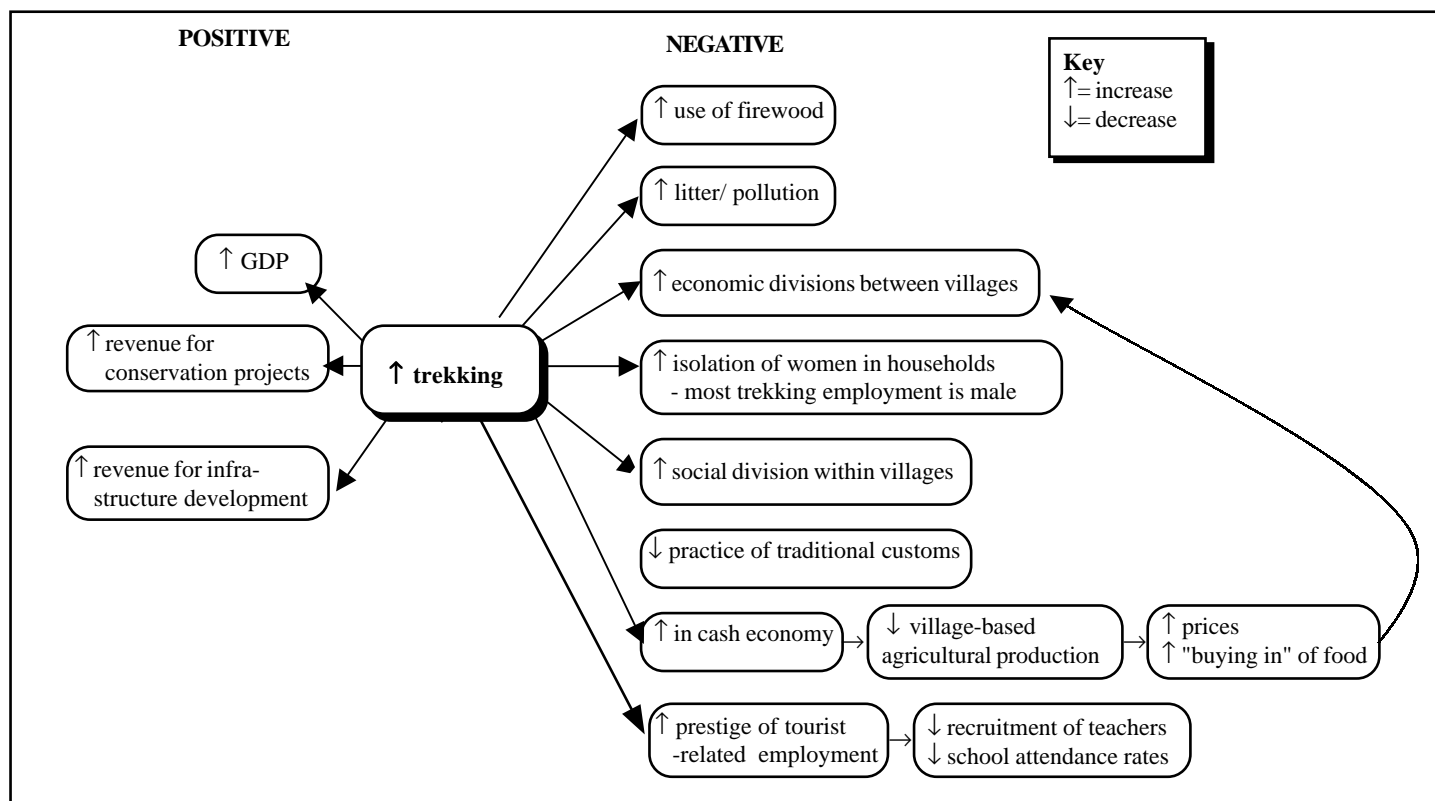 POSITIVE
NEGATIVE
Key
↑= increase
↓= decrease
↑ use of firewood
↑ litter/ pollution
↑ GDP
↑ economic divisions between villages
↑ revenue for
conservation projects
↑ trekking
↑ isolation of women in households
- most trekking employment is male
↑ revenue for infra-
structure development
↑ social division within villages
↓ practice of traditional customs
↑ in cash economy
↓ village-based
agricultural production
↑ prices
↑ "buying in" of food
↑ prestige of tourist
-related employment
↓ recruitment of teachers
↓ school attendance rates